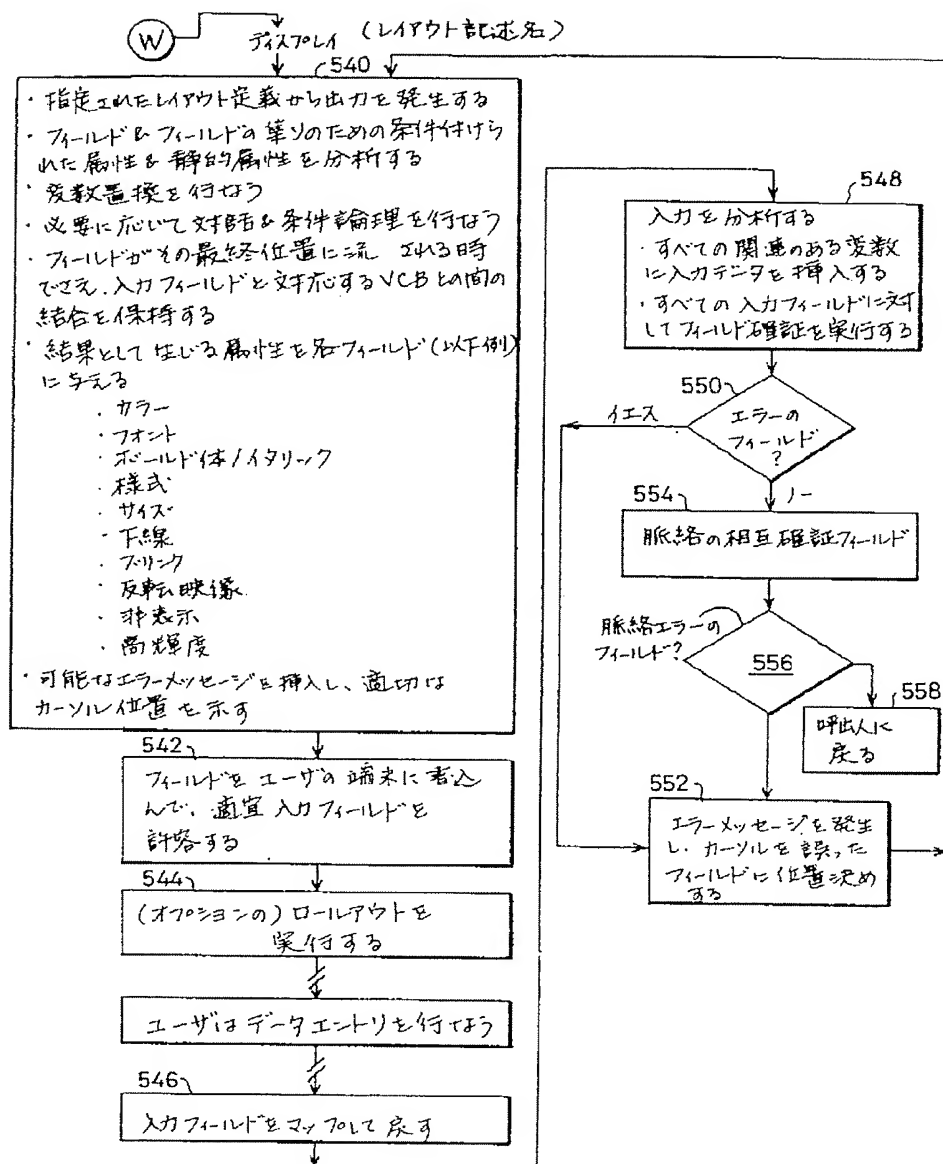 W
ディスプレイ (レイアウト記述名)
540
・指定されたレイアウト定義から出力を発生する
・フィールド&フィールドの華ソのための条件付けら
れた属性&静的属性を分析する
・変数置換を行なう
・必要に応じて対話&条件論理を行なう
・フィールドがその最終位置に流 される時
でさえ、入力フィールドと対応するVCBとの間の
結合を保持する
・結果として生じる属性を各フィールド(以下例)
に与える
・カラー
・フォント
・ボールド体/イタリック
・様式
・サイズ
・下線
・ブリンク
・反転映像
・非表示
・高輝度
・可能なエラーメッセージを挿入し、適切な
カーソル位置を示す
542
フィールドをユーザの端末に書込
んで、適宜入力フィールドを
許容する
544
(オプションの)ロールアウトを
実行する
ユーザはデータエントリを行なう
546
入力フィールドをマップして戻す
548
入力を分析する
・すべての関連のある変数
に入力データを挿入する
・すべての入力フィールドに対
してフィールド確証を実行する
550
エラーの
フィールド
?
イエス
ノー
554
脈絡の相互確証フィールド
脈絡エラーの
フィールド?
556
558
呼出人に
戻る
552
エラーメッセージを発生
し、カーソルを誤った
フィールドに位置決め
する